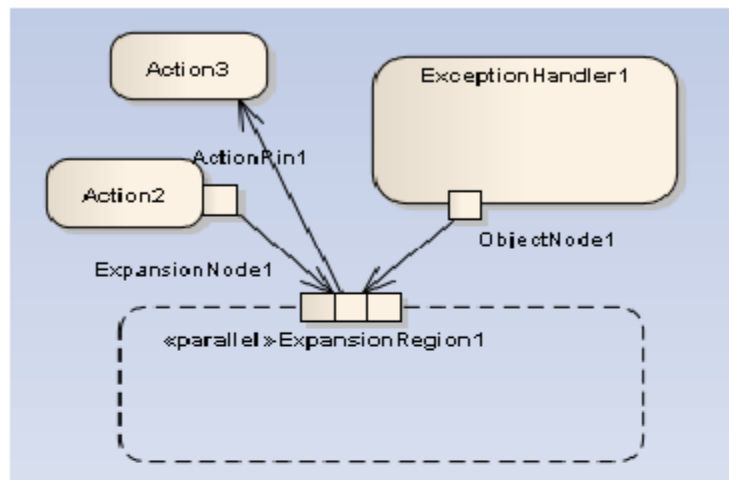 Action3
ExceptionHandler1
ActionPin1
Action2
ObjectNode1
ExpansionNode1
«parallel»ExpansionRegion1